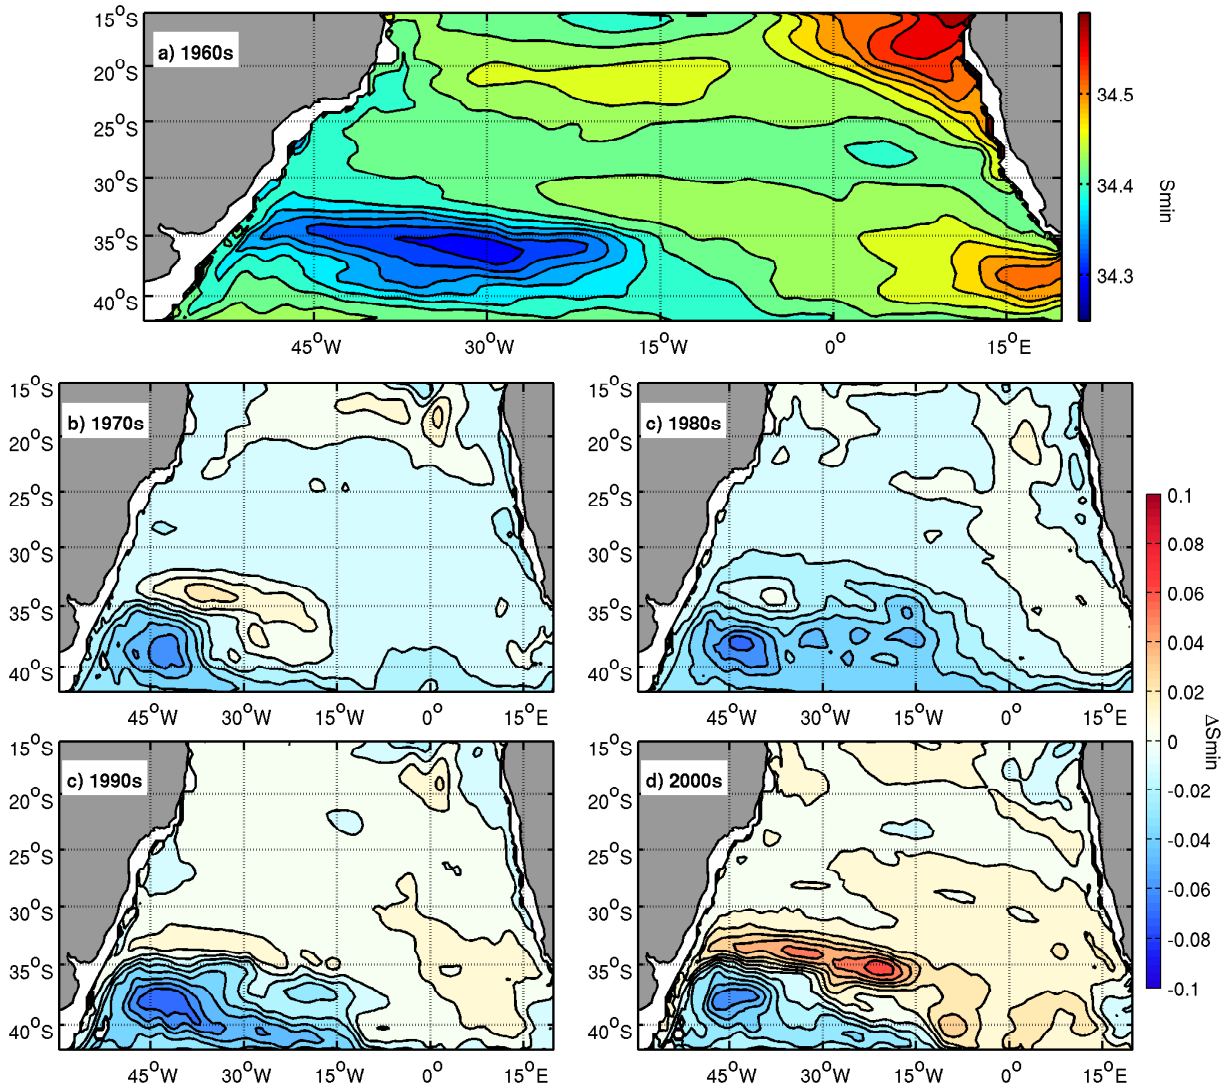 15°S
20°S
25°S
30°S
35°S
40°S
a) 1960s
45°W
30°W
15°W
0°
15°E
34.5
34.4
34.3
Smin
15°S
20°S
25°S
30°S
35°S
40°S
b) 1970s
45°W
30°W
15°W
0°
15°E
15°S
20°S
25°S
30°S
35°S
40°S
c) 1980s
45°W
30°W
15°W
0°
15°E
15°S
20°S
25°S
30°S
35°S
40°S
c) 1990s
45°W
30°W
15°W
0°
15°E
15°S
20°S
25°S
30°S
35°S
40°S
d) 2000s
45°W
30°W
15°W
0°
15°E
0.1
0.08
0.06
0.04
0.02
0
-0.02
-0.04
-0.06
-0.08
-0.1
ΔSmin